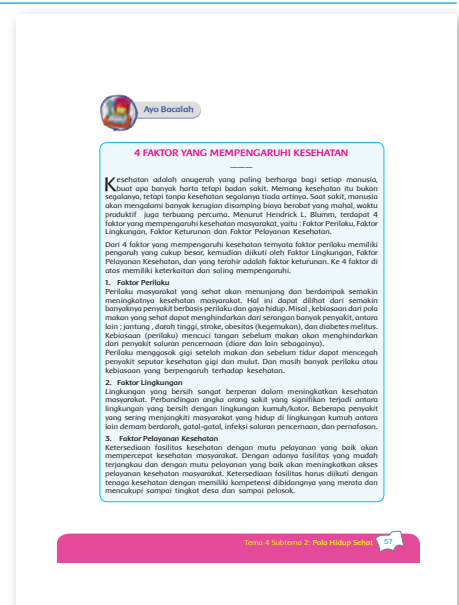 Ayo Bacalah
4 FAKTOR YANG MEMPENGARUHI KESEHATAN
Kesehatan adalah anugerah yang paling berharga bagi setiap manusia,
buat apa banyak harta tetapi badan sakit. Memang kesehatan itu bukan
segalanya, tetapi tanpa kesehatan segalanya tiada artinya. Saat sakit, manusia
akan mengalami banyak kerugian disamping biaya berobat yang mahal, waktu
produktif juga terbuang percuma. Menurut Hendrick L. Blumm, terdapat 4
faktor yang mempengaruhi kesehatan masyarakat, yaitu : Faktor Perilaku, Faktor
Lingkungan, Faktor Keturunan dan Faktor Pelayanan Kesehatan.
Dari 4 faktor yang mempengaruhi kesehatan ternyata faktor perilaku memiliki
pengaruh yang cukup besar, kemudian diikuti oleh Faktor Lingkungan, Faktor
Pelayanan Kesehatan, dan yang terahir adalah faktor keturunan. Ke 4 faktor di
atas memiliki keterkaitan dan saling mempengaruhi.
1. Faktor Perilaku
Perilaku masyarakat yang sehat akan menunjang dan berdampak semakin
meningkatnya kesehatan masyarakat. Hal ini dapat dilihat dari semakin
banyaknya penyakit berbasis perilaku dan gaya hidup. Misal , kebiasaan dari pola
makan yang sehat dapat menghindarkan dari serangan banyak penyakit, antara
lain ; jantung , darah tinggi, stroke, obesitas (kegemukan), dan diabetes melitus.
Kebiasaan (perilaku) mencuci tangan sebelum makan akan menghindarkan
dari penyakit saluran pencernaan (diare dan lain sebagainya).
Perilaku menggosok gigi setelah makan dan sebelum tidur dapat mencegah
penyakit seputar kesehatan gigi dan mulut. Dan masih banyak perilaku atau
kebiasaan yang berpengaruh terhadap kesehatan.
2. Faktor Lingkungan
Lingkungan yang bersih sangat berperan dalam meningkatkan kesehatan
masyarakat. Perbandingan angka orang sakit yang signifikan terjadi antara
lingkungan yang bersih dengan lingkungan kumuh/kotor. Beberapa penyakit
yang sering menjangkiti masyarakat yang hidup di lingkungan kumuh antara
lain demam berdarah, gatal-gatal, infeksi saluran pencernaan, dan pernafasan.
3. Faktor Pelayanan Kesehatan
Ketersediaan fasilitas kesehatan dengan mutu pelayanan yang baik akan
mempercepat kesehatan masyarakat. Dengan adanya fasilitas yang mudah
terjangkau dan dengan mutu pelayanan yang baik akan meningkatkan akses
pelayanan kesehatan masyarakat. Ketersediaan fasilitas harus diikuti dengan
tenaga kesehatan dengan memiliki kompetensi dibidangnya yang merata dan
mencukupi sampai tingkat desa dan sampai pelosok.
Tema 4 Subtema 2: Pola Hidup Sehat 57